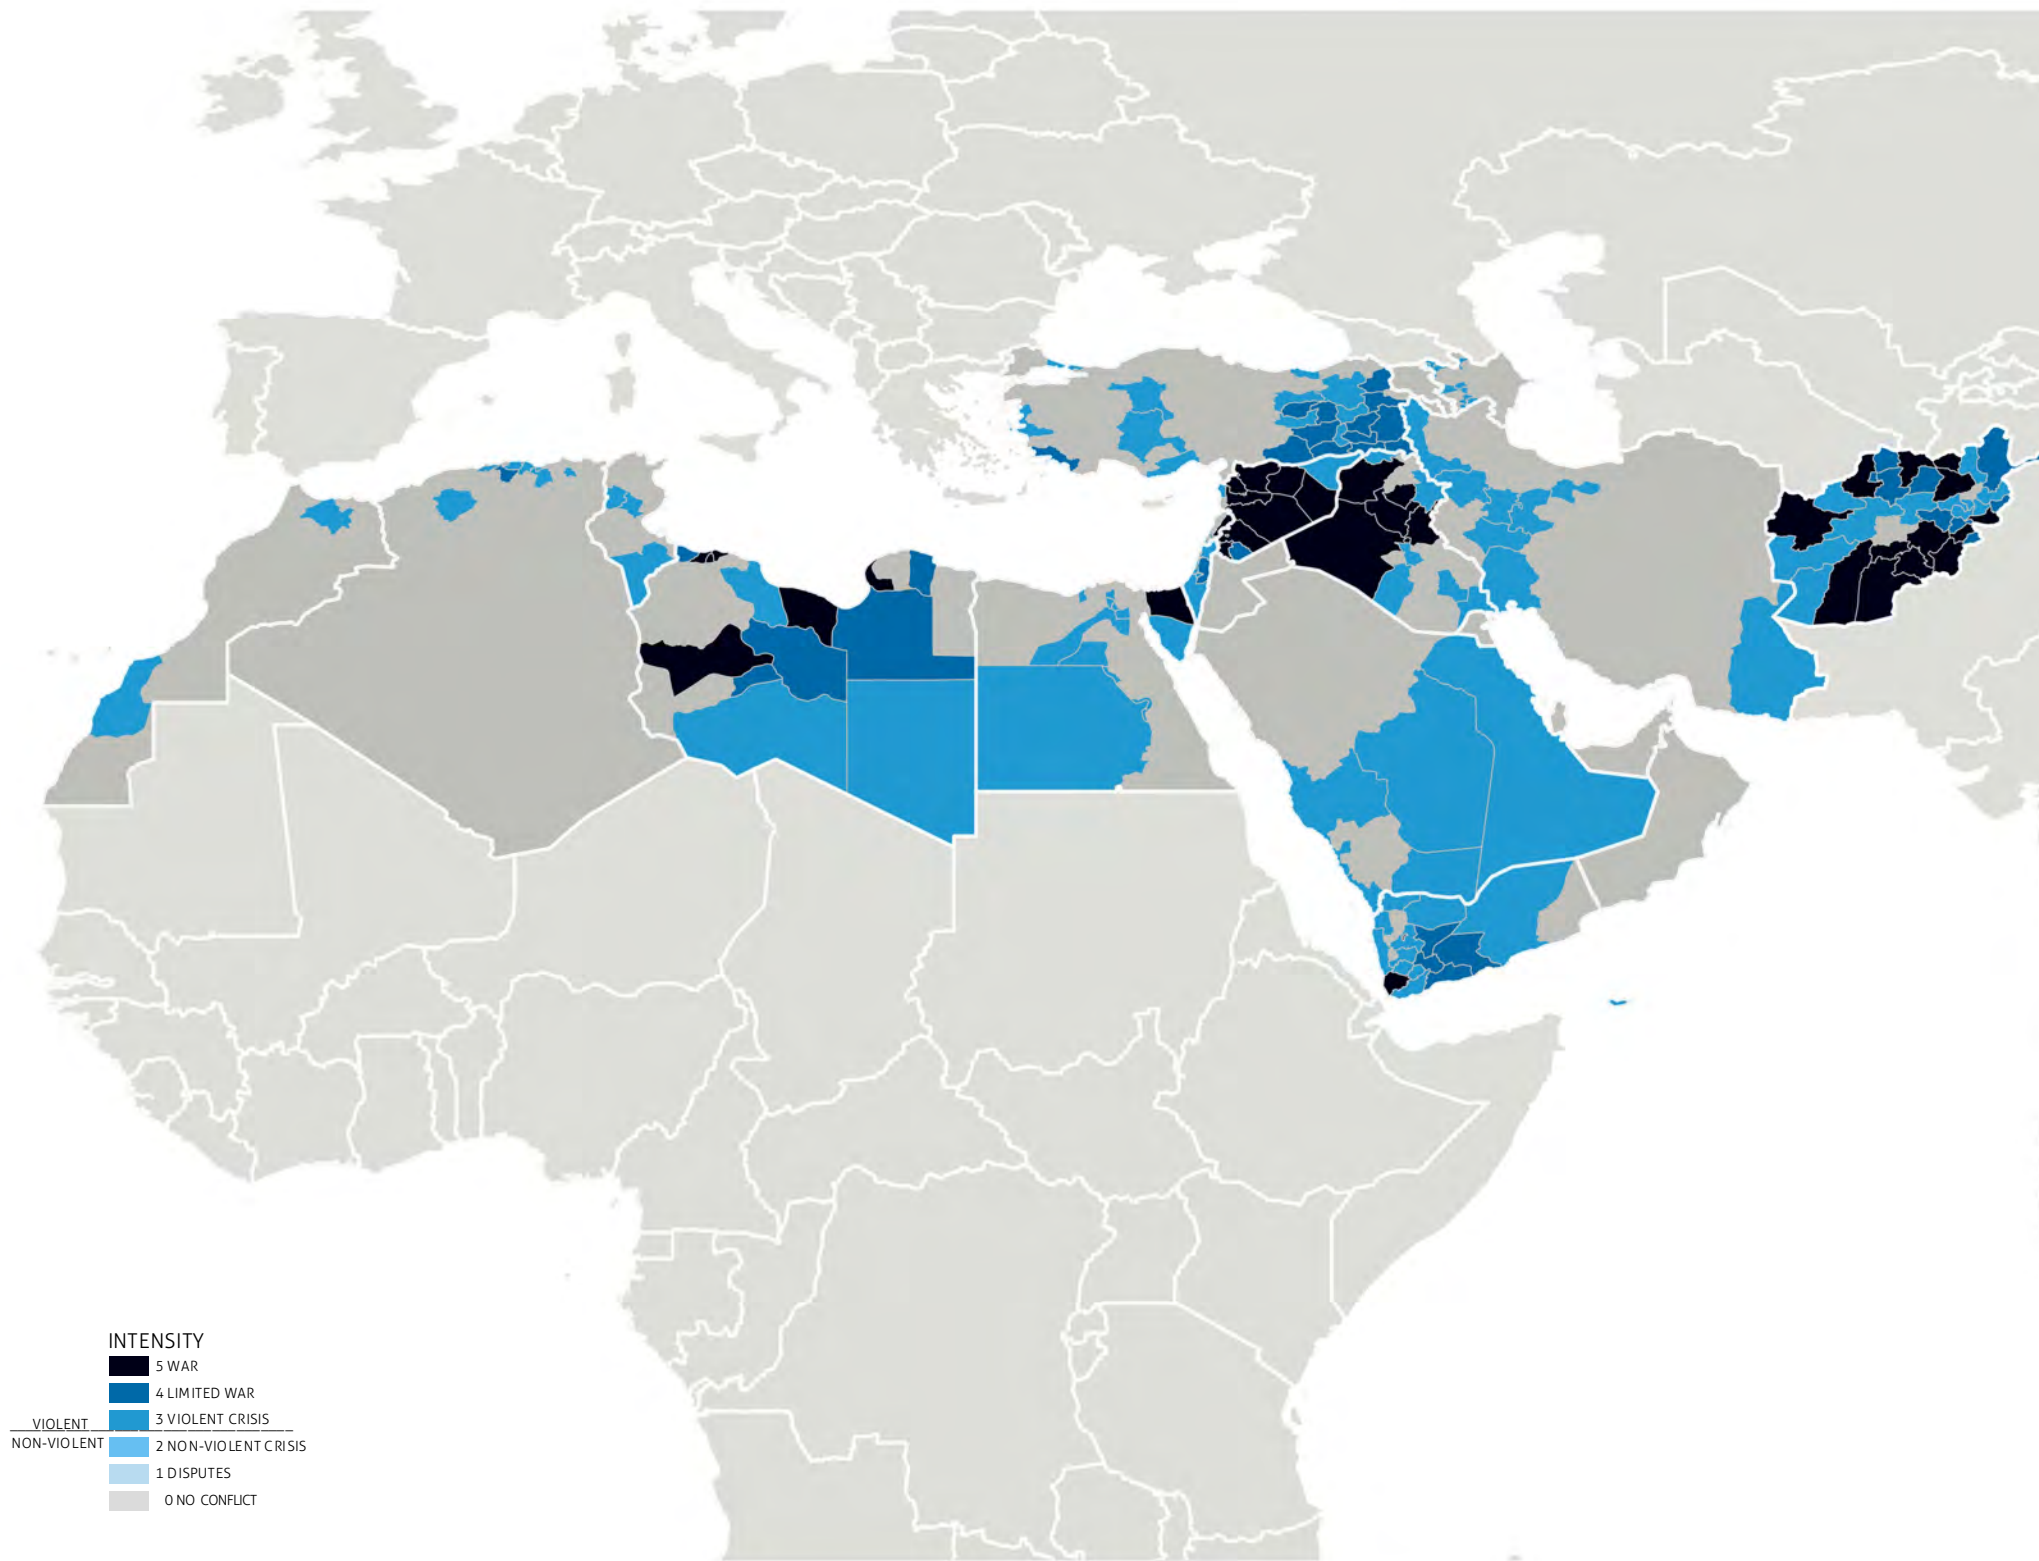 INTENSITY
5 WAR
4 LIMITED WAR
3 VIOLENT CRISIS
VIOLENT
NON-VIOLENT
2 NON-VIOLENT CRISIS
1 DISPUTES
0 NO CONFLICT